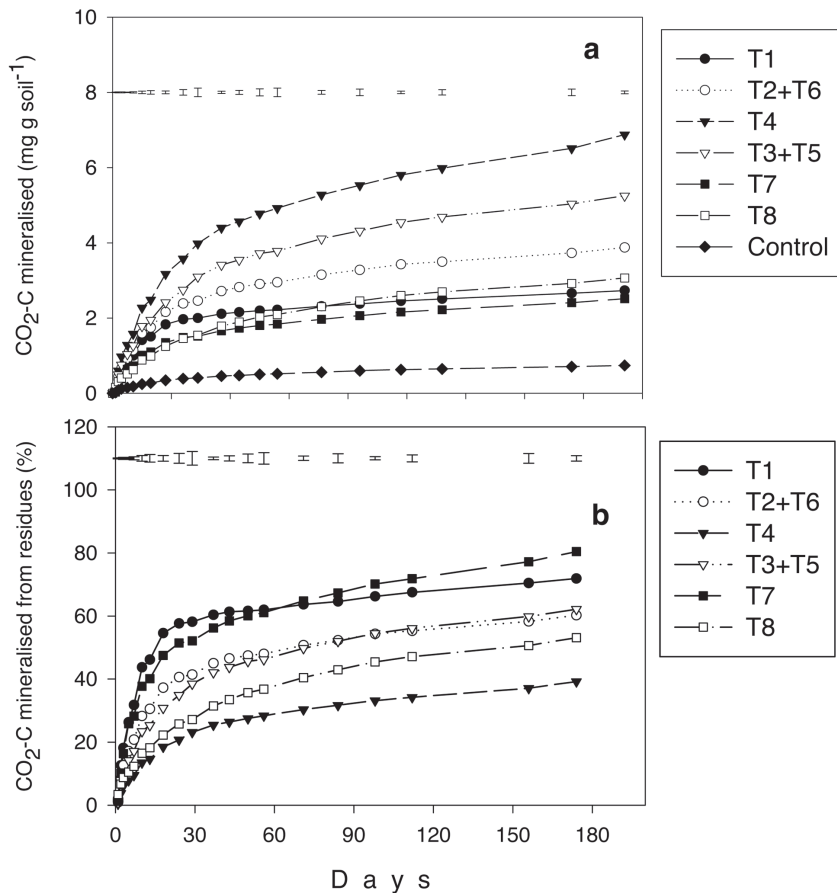 10
8
6
4
2
0
CO2-C mineralised (mg g soil-1)
a
T1
T2+T6
T4
T3+T5
T7
T8
Control
120
100
80
60
40
20
0
CO2-C mineralised from residues (%)
b
T1
T2+T6
T4
T3+T5
T7
T8
0 30 60 90 120 150 180
D a y s